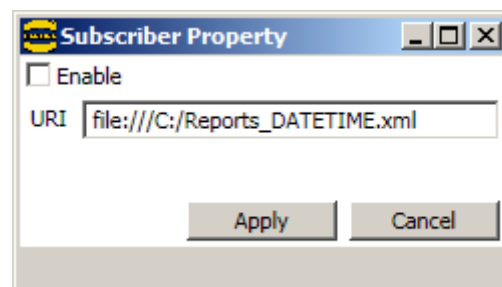 Subscriber Property
Enable
URI file:///C:/Reports_DATETIME.xml
Apply Cancel